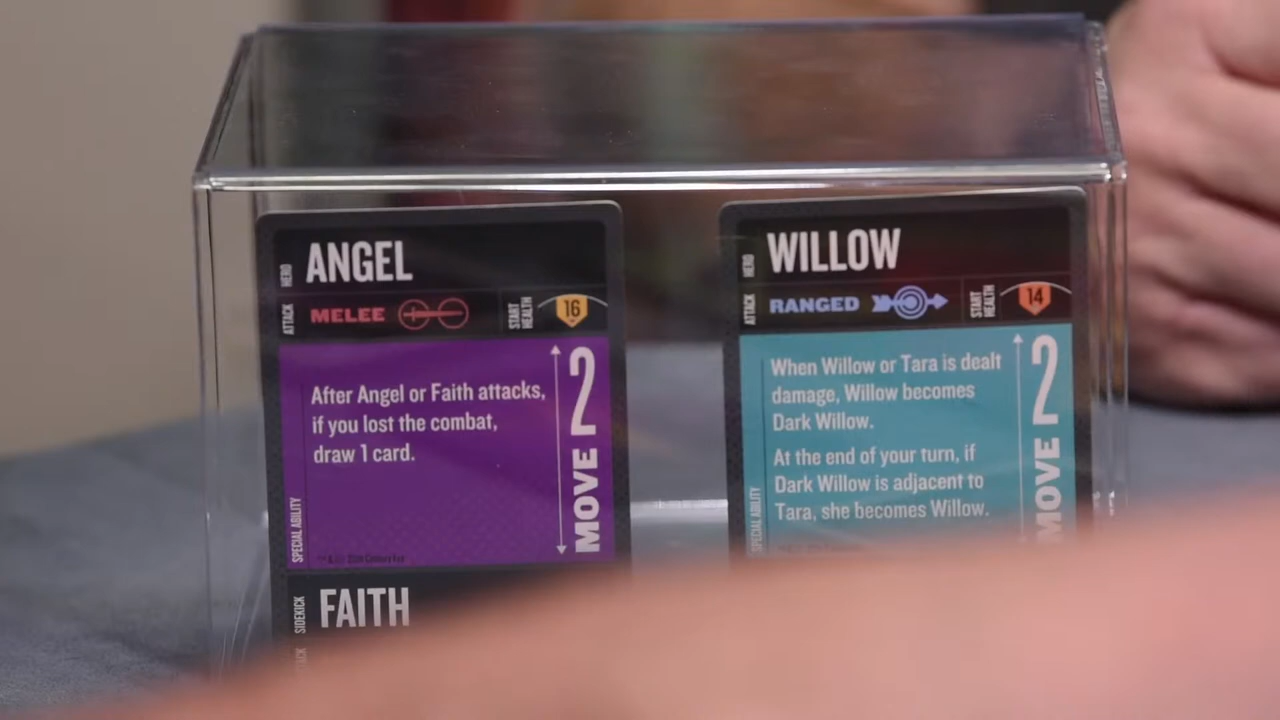 HERO
ANGEL
ATTACK
MELEE
START
HEALTH
16
After Angel or Faith attacks,
if you lost the combat,
draw 1 card.
SPECIAL ABILITY
MOVE 2
SIDEKICK
FAITH
HERO
WILLOW
ATTACK
RANGED
START
HEALTH
14
When Willow or Tara is dealt
damage, Willow becomes
Dark Willow.
At the end of your turn, if
Dark Willow is adjacent to
Tara, she becomes Willow.
SPECIAL ABILITY
MOVE 2